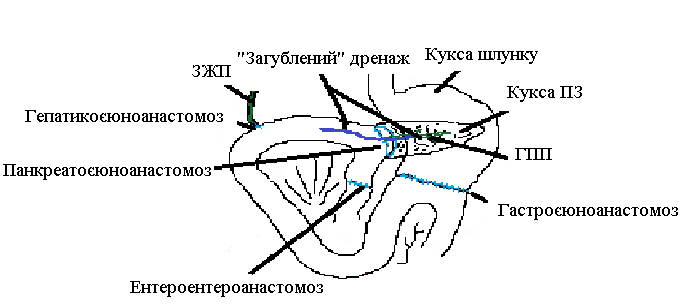 "Загублений" дренаж
Кукса шлунку
ЗЖП
Кукса ПЗ
Гепатикоєюноанастомоз
ГПП
Панкреатоєюноанастомоз
Гастроєюноанастомоз
Ентероентероанастомоз